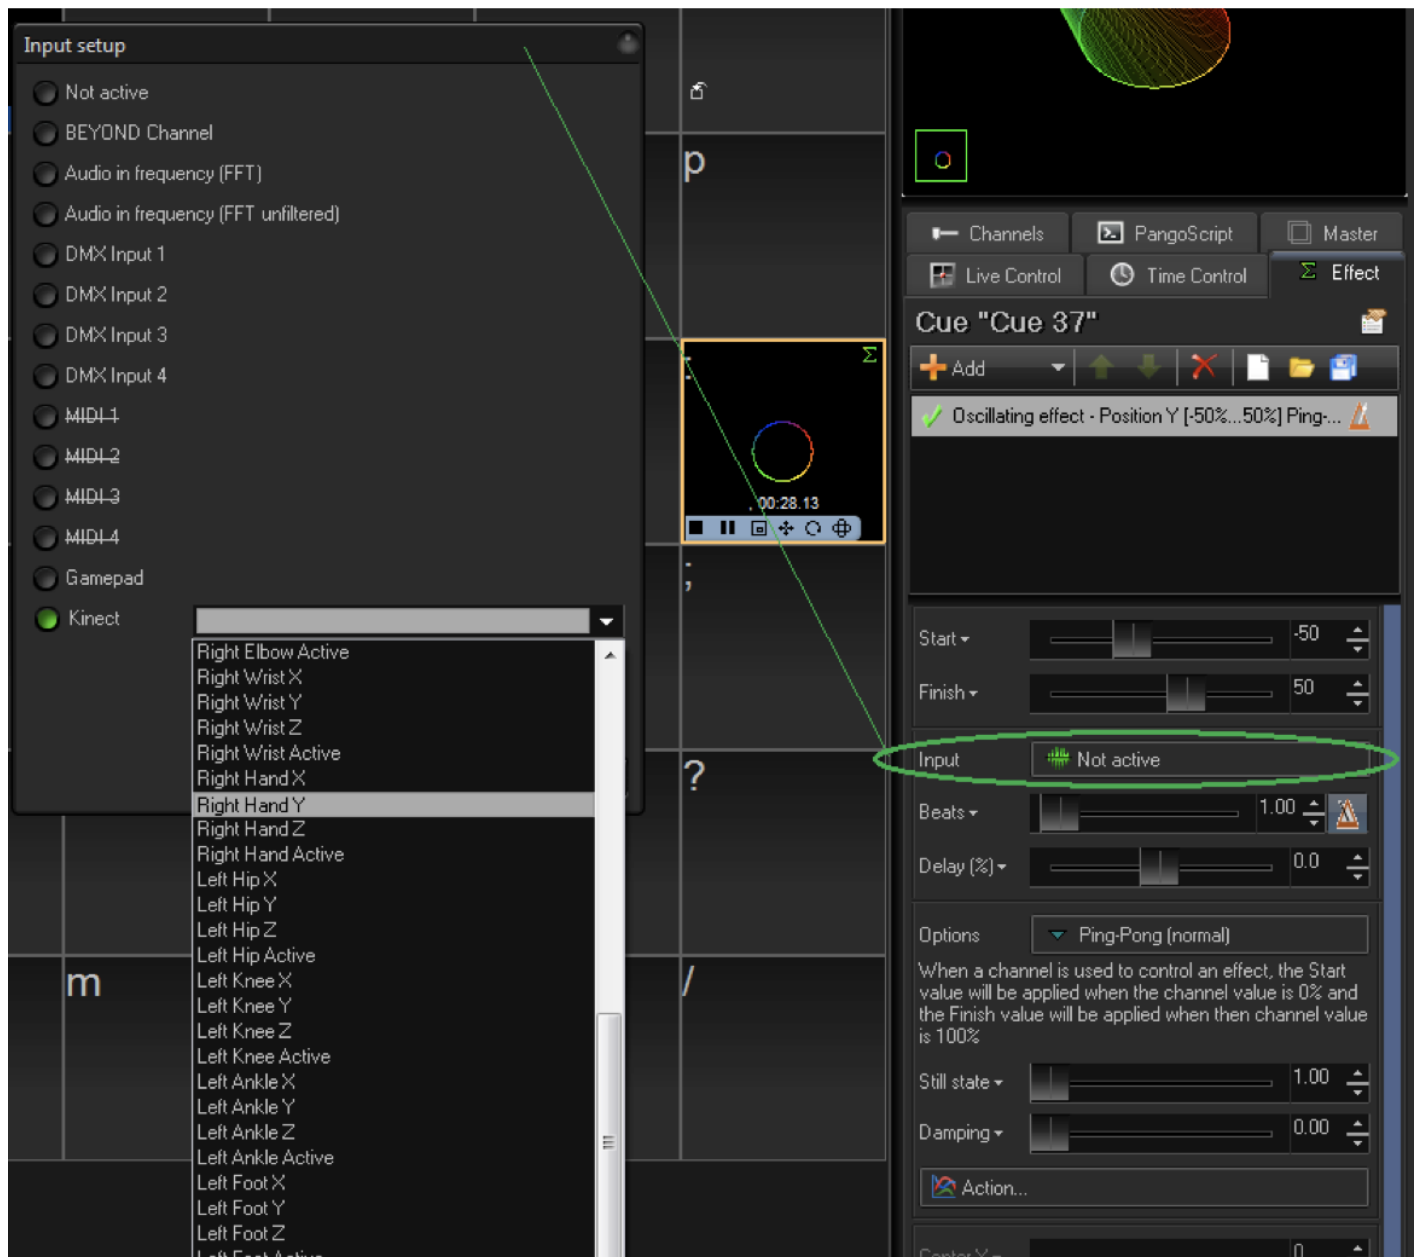 Input setup
Not active
BEYOND Channel
Audio in frequency (FFT)
Audio in frequency (FFT unfiltered)
DMX Input 1
DMX Input 2
DMX Input 3
DMX Input 4
MIDI 1
MIDI 2
MIDI 3
MIDI 4
Gamepad
Kinect
Right Elbow Active
Right Wrist X
Right Wrist Y
Right Wrist Z
Right Wrist Active
Right Hand X
Right Hand Y
Right Hand Z
Right Hand Active
Left Hip X
Left Hip Y
Left Hip Z
Left Hip Active
Left Knee X
Left Knee Y
Left Knee Z
Left Knee Active
Left Ankle X
Left Ankle Y
Left Ankle Z
Left Ankle Active
Left Foot X
Left Foot Y
Left Foot Z
Left Foot Active
p
, 00:28.13
;
?
m
/
Channels
PangoScript
Master
Live Control
Time Control
Σ Effect
Cue "Cue 37"
Add
Oscillating effect - Position Y [-50%...50%] Ping-...
Start
-50
Finish
50
Input
Not active
Beats
1.00
Delay (%)
0.0
Options
Ping-Pong (normal)
When a channel is used to control an effect, the Start
value will be applied when the channel value is 0% and
the Finish value will be applied when then channel value
is 100%
Still state
1.00
Damping
0.00
Action...
Center X
0